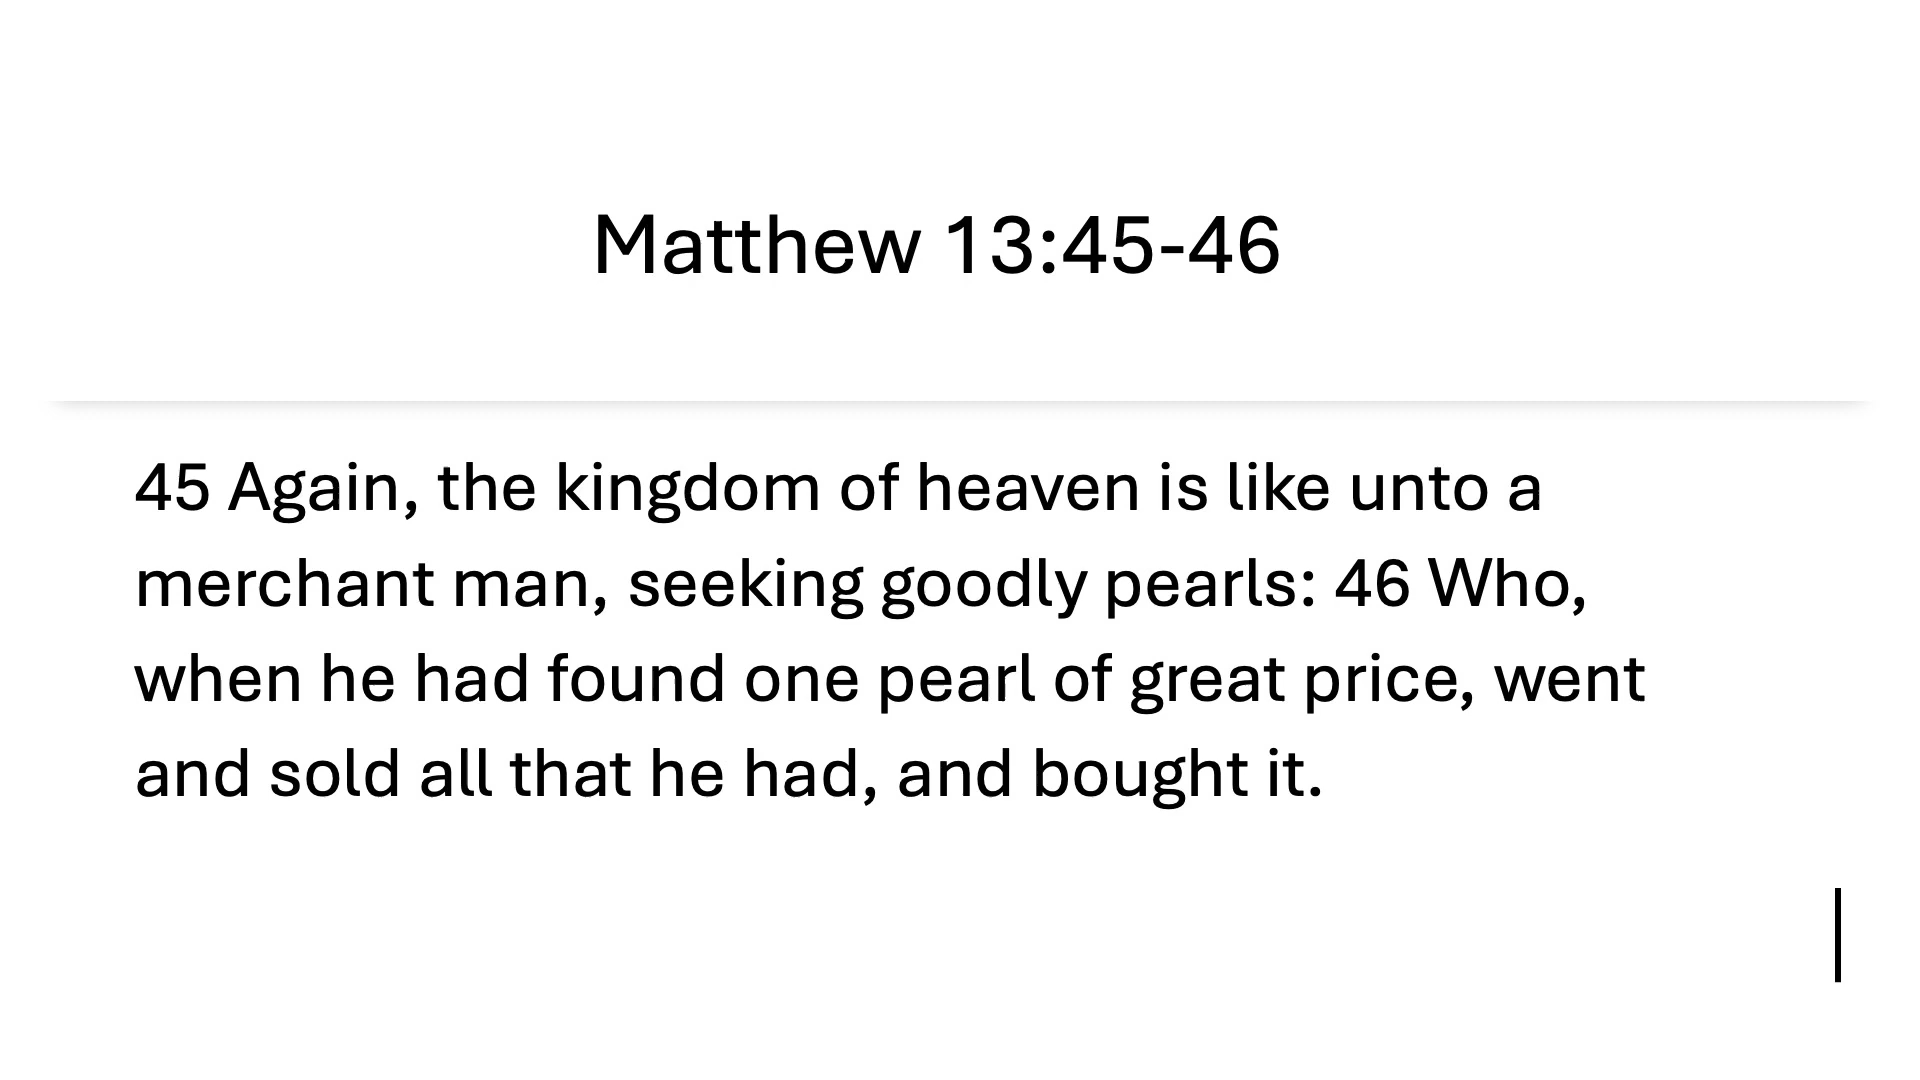 Matthew 13:45-46
45 Again, the kingdom of heaven is like unto a
merchant man, seeking goodly pearls: 46 Who,
when he had found one pearl of great price, went
and sold all that he had, and bought it.